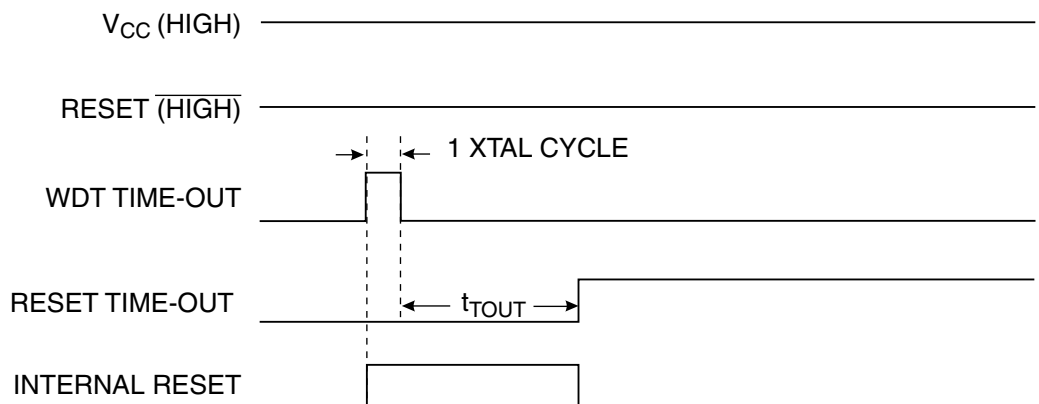 VCC (HIGH)
RESET (HIGH)
1 XTAL CYCLE
WDT TIME-OUT
RESET TIME-OUT
tTOUT
INTERNAL RESET